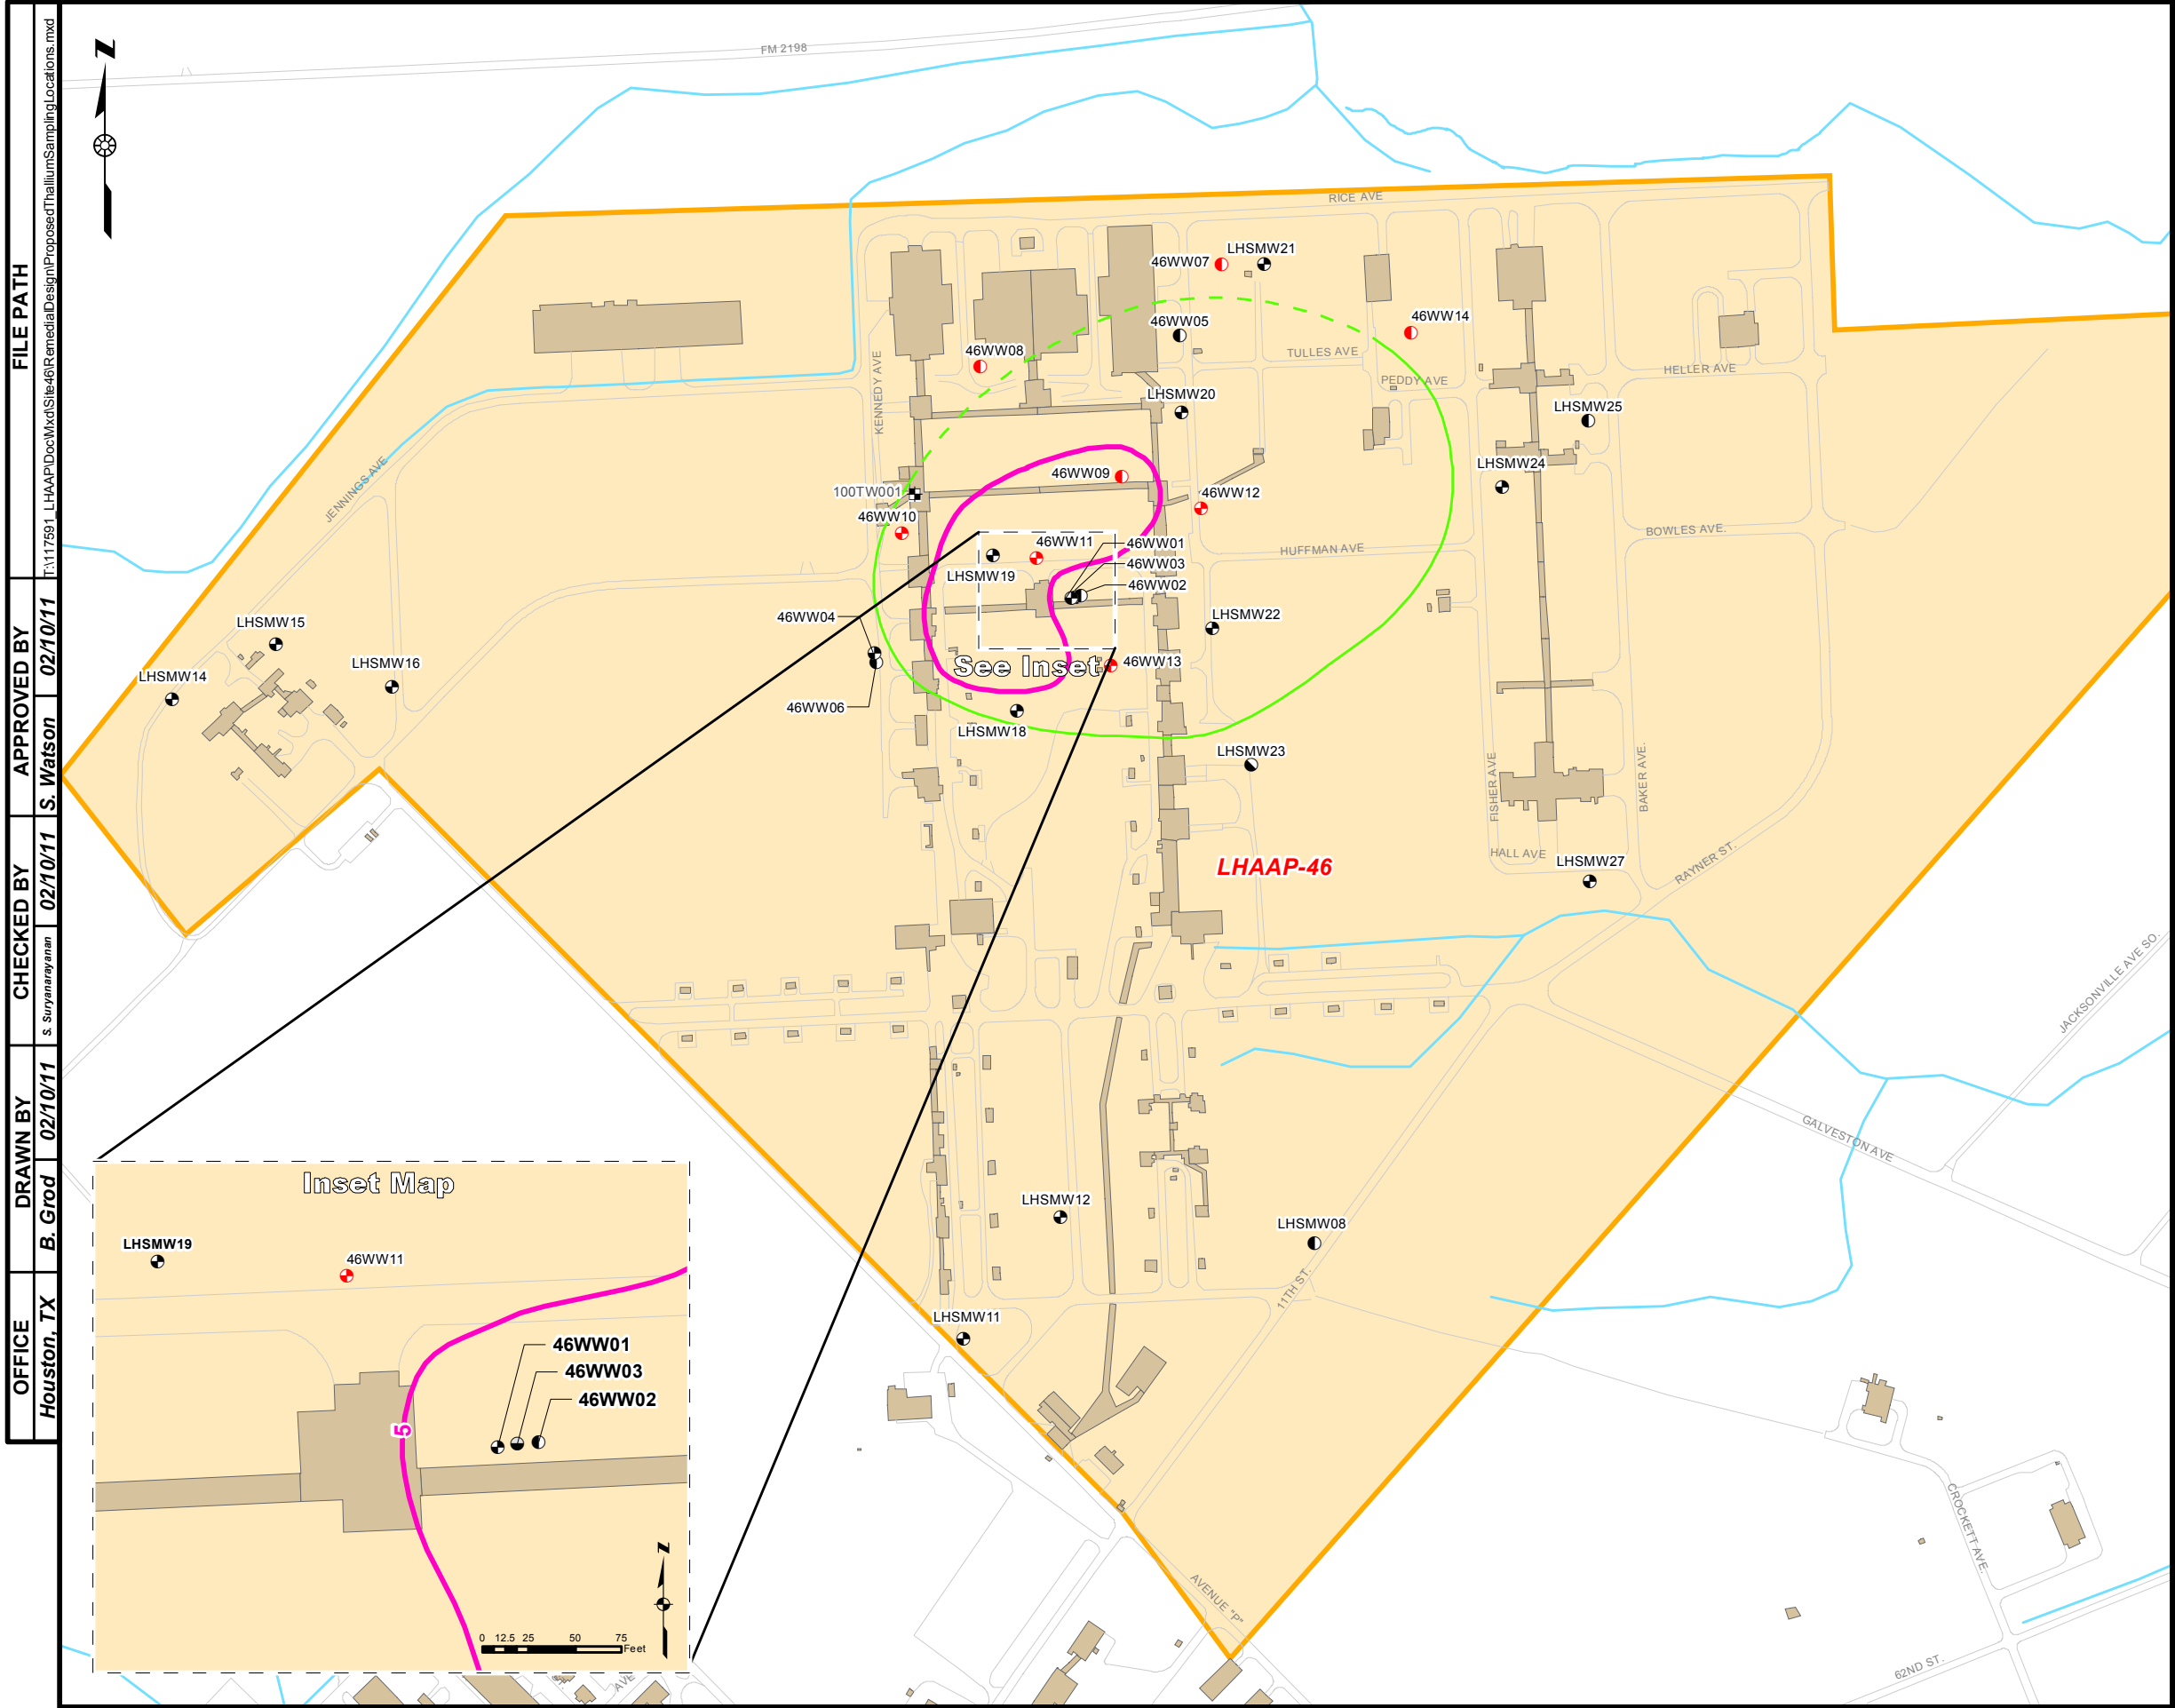 FILE PATH
T:\117591_LHAAP\Doc\Mxd\Site46\RemedialDesign\ProposedThalliumSamplingLocations.mxd
APPROVED BY
S. Watson 02/10/11
CHECKED BY
S. Suryanarayanan 02/10/11
DRAWN BY
B. Grod 02/10/11
OFFICE
Houston, TX
N
FM 2198
RICE AVE
46WW07
LHSMW21
46WW05
46WW14
46WW08
TULLES AVE
PEDDY AVE
HELLER AVE
KENNEDY AVE
LHSMW20
LHSMW25
JENNINGS AVE
46WW09
LHSMW24
100TW001
46WW12
46WW10
BOWLES AVE.
46WW11
46WW01
HUFFMAN AVE
46WW03
LHSMW19
46WW02
46WW04
LHSMW22
LHSMW15
LHSMW16
LHSMW14
See Inset
46WW13
46WW06
LHSMW18
LHSMW23
FISHER AVE
BAKER AVE.
LHAAP-46
HALL AVE
LHSMW27
RAYNER ST.
JACKSONVILLE AVE SO.
GALVESTON AVE
LHSMW12
LHSMW08
11TH ST.
LHSMW11
CROCKETT AVE.
AVENUE "P"
62ND ST.
AVE
Inset Map
LHSMW19
46WW11
46WW01
46WW03
46WW02
5
N
0 12.5 25 50 75
Feet